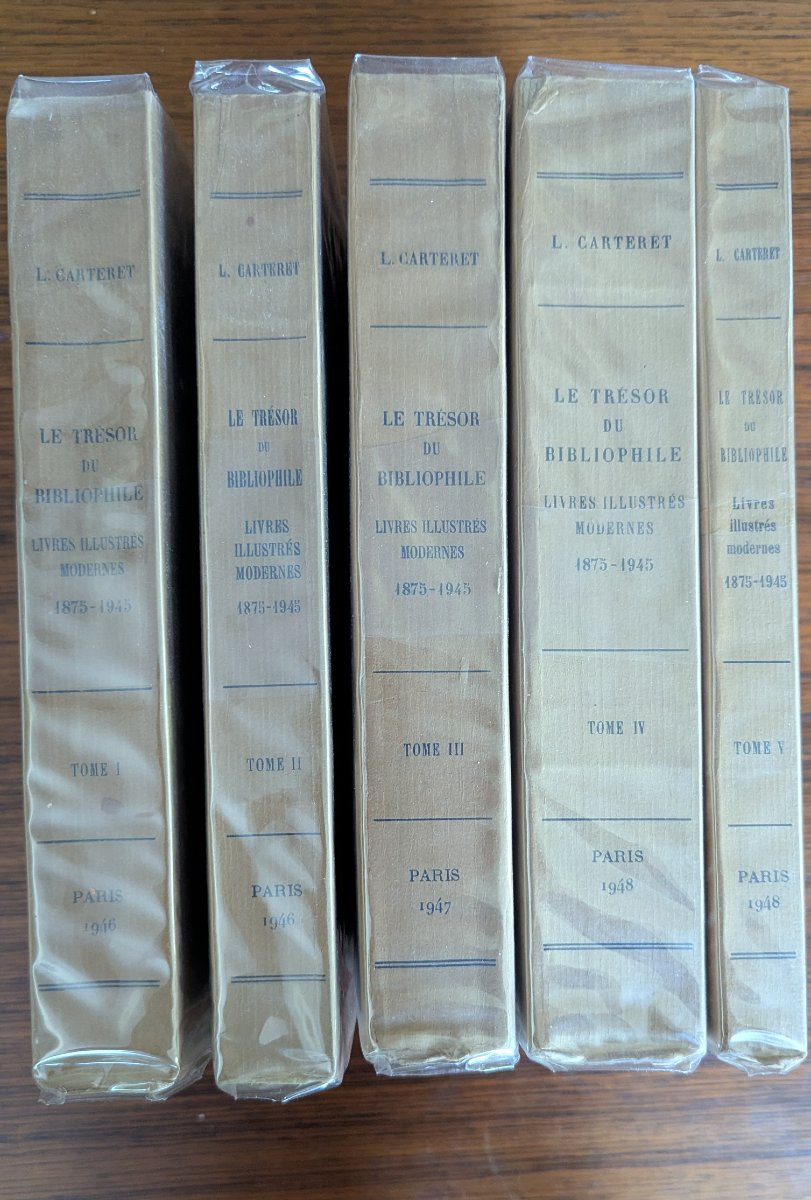 L. CARTERET
LE TRÉSOR
DU
BIBLIOPHILE
LIVRES ILLUSTRÉS
MODERNES
1875-1945
TOME I
PARIS
1946
L. CARTERET
LE TRÉSOR
DU
BIBLIOPHILE
LIVRES
ILLUSTRÉS
MODERNES
1875-1945
TOME II
PARIS
1946
L. CARTERET
LE TRÉSOR
DU
BIBLIOPHILE
LIVRES ILLUSTRÉS
MODERNES
1875-1945
TOME III
PARIS
1947
L. CARTERET
LE TRÉSOR
DU
BIBLIOPHILE
LIVRES ILLUSTRÉS
MODERNES
1875-1945
TOME IV
PARIS
1948
L. CARTERET
LE TRÉSOR
DU
BIBLIOPHILE
Livres
illustrés
modernes
1875-1945
TOME V
PARIS
1948